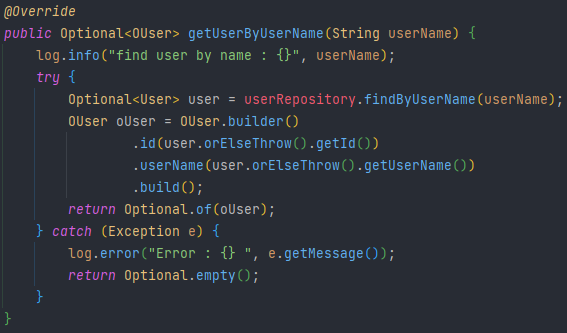 @Override
public Optional<OUser> getUserByUserName(String userName) {
    log.info("find user by name : {}", userName);
    try {
        Optional<User> user = userRepository.findByUserName(userName);
        OUser oUser = OUser.builder()
                .id(user.orElseThrow().getId())
                .userName(user.orElseThrow().getUserName())
                .build();
        return Optional.of(oUser);
    } catch (Exception e) {
        log.error("Error : {} ", e.getMessage());
        return Optional.empty();
    }
}